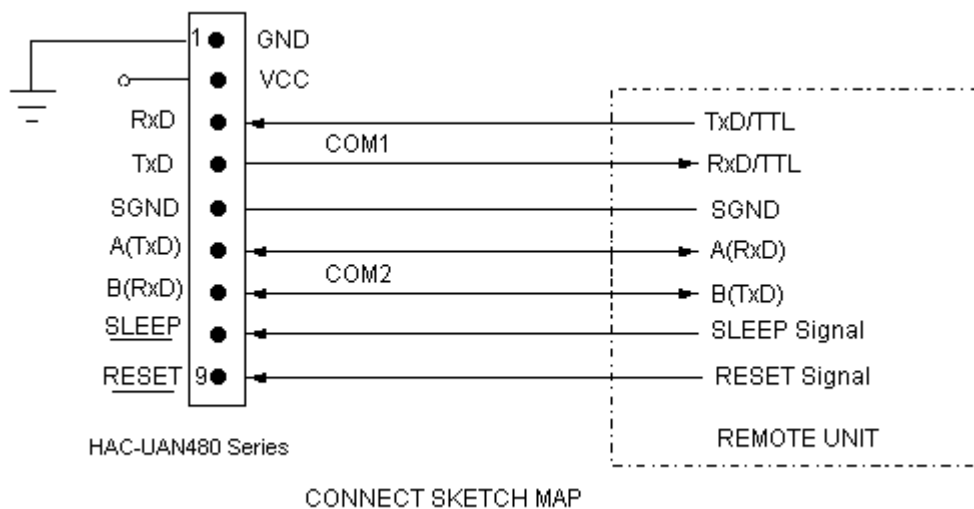 1 GND
VCC
RxD TxD/TTL
COM1
TxD RxD/TTL
SGND SGND
A(TxD) A(RxD)
COM2
B(RxD) B(TxD)
SLEEP SLEEP Signal
RESET 9 RESET Signal
HAC-UAN480 Series
REMOTE UNIT
CONNECT SKETCH MAP